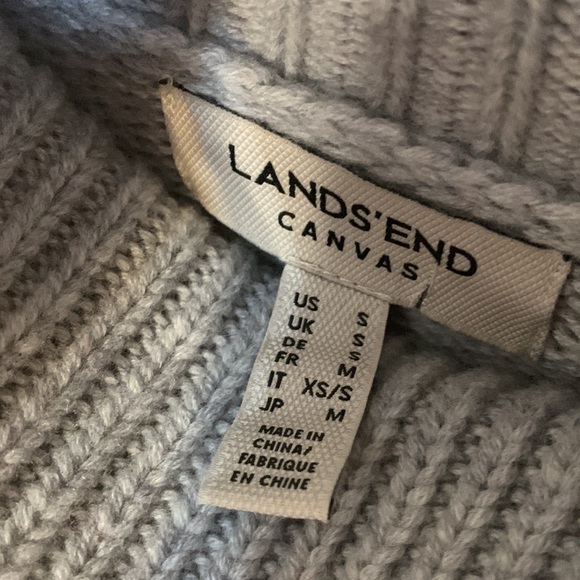 LANDS'END
CANVAS
US S
UK S
DE S
FR M
IT XS/S
JP M
MADE IN
CHINA/
FABRIQUE
EN CHINE